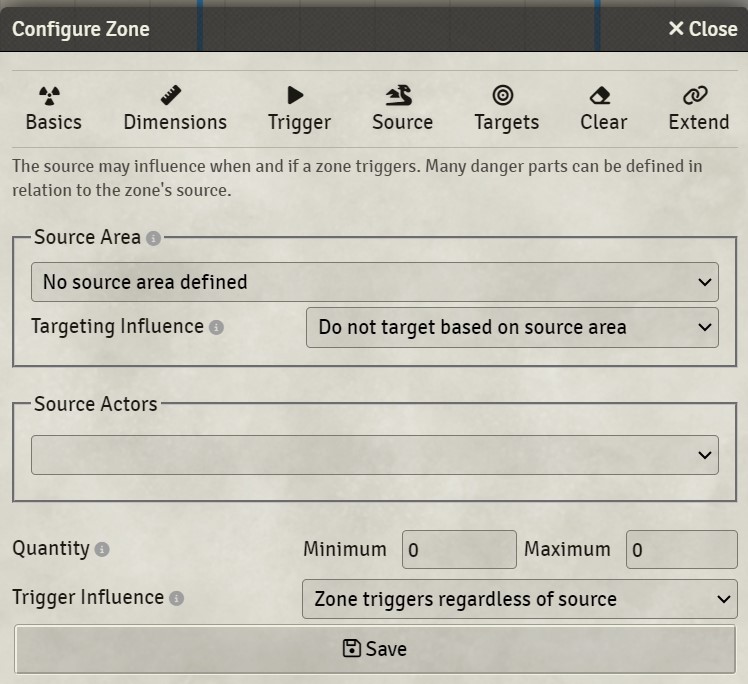 Configure Zone
Close
Basics Dimensions Trigger Source Targets Clear Extend
The source may influence when and if a zone triggers. Many danger parts can be defined in
relation to the zone's source.
Source Area
No source area defined
Targeting Influence Do not target based on source area
Source Actors
Quantity Minimum 0 Maximum 0
Trigger Influence Zone triggers regardless of source
Save